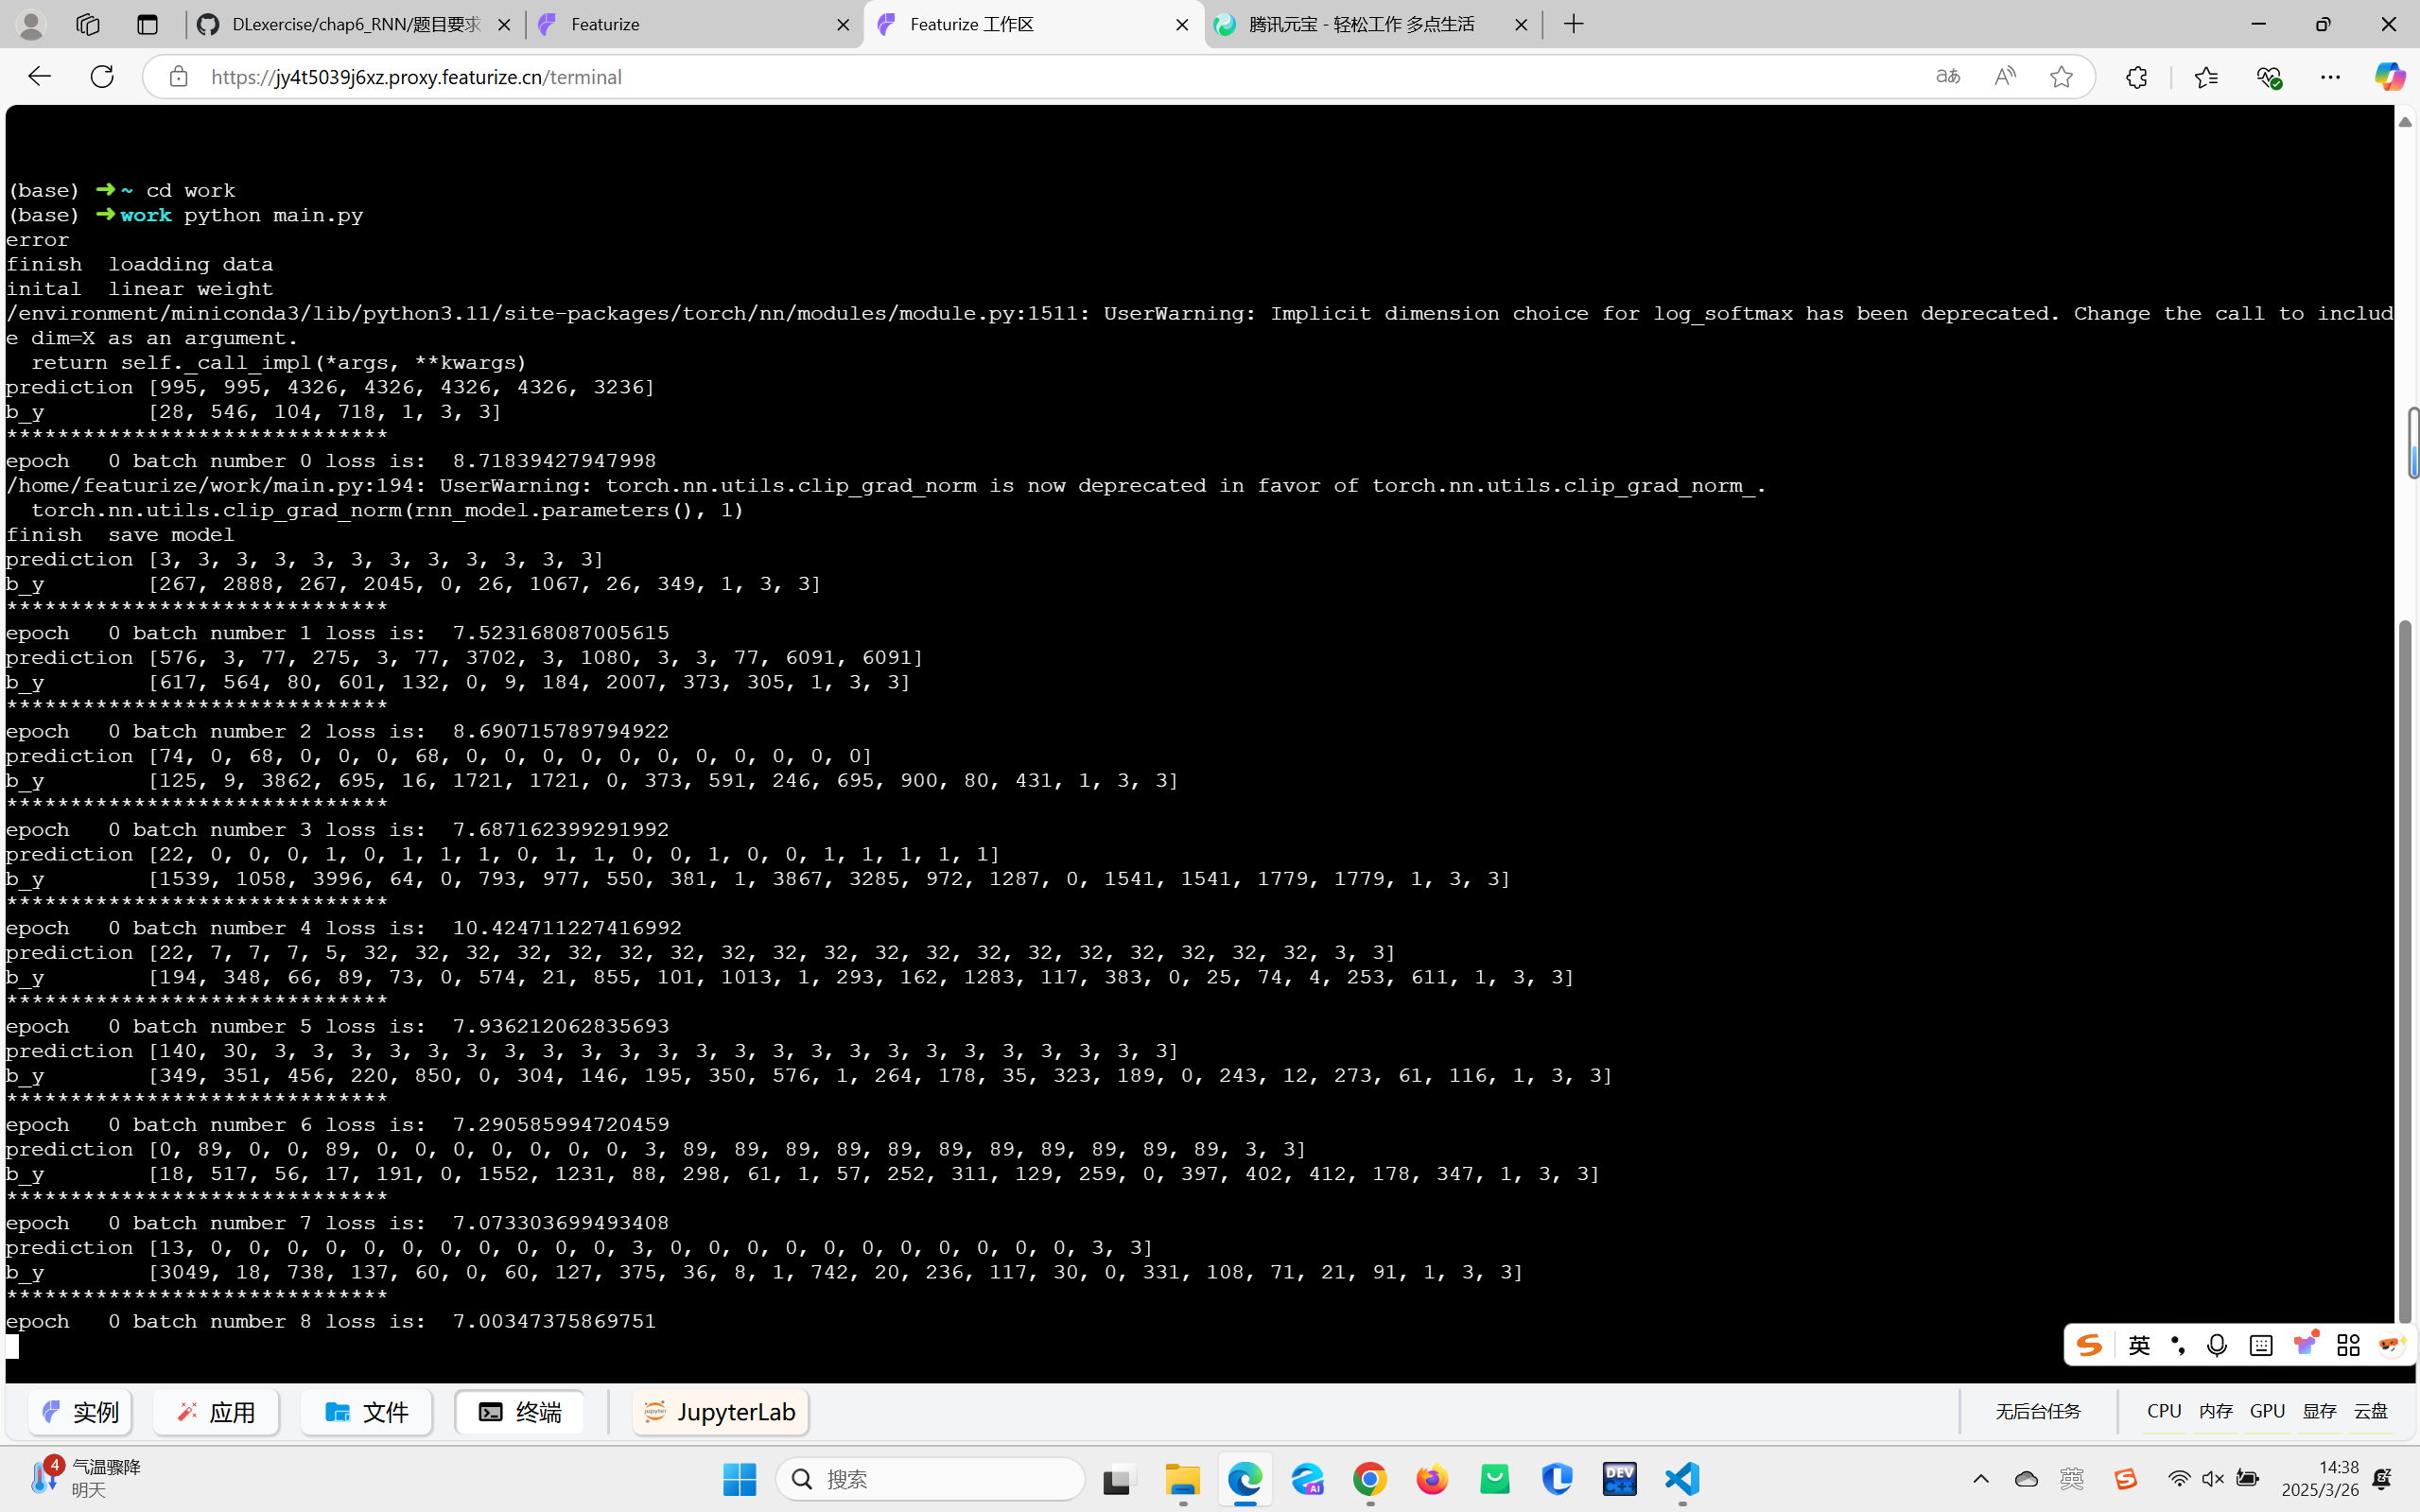 DLexercise/chap6_RNN/题目要求
Featurize
Featurize 工作区
腾讯元宝 - 轻松工作 多点生活
https://jy4t5039j6xz.proxy.featurize.cn/terminal
(base) ➜ ~ cd work
(base) ➜ work python main.py
error
finish  loadding data
inital  linear weight
/environment/miniconda3/lib/python3.11/site-packages/torch/nn/modules/module.py:1511: UserWarning: Implicit dimension choice for log_softmax has been deprecated. Change the call to includ
e dim=X as an argument.
  return self._call_impl(*args, **kwargs)
prediction [995, 995, 4326, 4326, 4326, 4326, 3236]
b_y        [28, 546, 104, 718, 1, 3, 3]
******************************
epoch   0 batch number 0 loss is:  8.71839427947998
/home/featurize/work/main.py:194: UserWarning: torch.nn.utils.clip_grad_norm is now deprecated in favor of torch.nn.utils.clip_grad_norm_.
  torch.nn.utils.clip_grad_norm(rnn_model.parameters(), 1)
finish  save model
prediction [3, 3, 3, 3, 3, 3, 3, 3, 3, 3, 3, 3]
b_y        [267, 2888, 267, 2045, 0, 26, 1067, 26, 349, 1, 3, 3]
******************************
epoch   0 batch number 1 loss is:  7.523168087005615
prediction [576, 3, 77, 275, 3, 77, 3702, 3, 1080, 3, 3, 77, 6091, 6091]
b_y        [617, 564, 80, 601, 132, 0, 9, 184, 2007, 373, 305, 1, 3, 3]
******************************
epoch   0 batch number 2 loss is:  8.690715789794922
prediction [74, 0, 68, 0, 0, 0, 68, 0, 0, 0, 0, 0, 0, 0, 0, 0, 0, 0]
b_y        [125, 9, 3862, 695, 16, 1721, 1721, 0, 373, 591, 246, 695, 900, 80, 431, 1, 3, 3]
******************************
epoch   0 batch number 3 loss is:  7.687162399291992
prediction [22, 0, 0, 0, 1, 0, 1, 1, 1, 0, 1, 1, 0, 0, 1, 0, 0, 1, 1, 1, 1, 1]
b_y        [1539, 1058, 3996, 64, 0, 793, 977, 550, 381, 1, 3867, 3285, 972, 1287, 0, 1541, 1541, 1779, 1779, 1, 3, 3]
******************************
epoch   0 batch number 4 loss is:  10.424711227416992
prediction [22, 7, 7, 7, 5, 32, 32, 32, 32, 32, 32, 32, 32, 32, 32, 32, 32, 32, 32, 32, 32, 32, 32, 32, 3, 3]
b_y        [194, 348, 66, 89, 73, 0, 574, 21, 855, 101, 1013, 1, 293, 162, 1283, 117, 383, 0, 25, 74, 4, 253, 611, 1, 3, 3]
******************************
epoch   0 batch number 5 loss is:  7.936212062835693
prediction [140, 30, 3, 3, 3, 3, 3, 3, 3, 3, 3, 3, 3, 3, 3, 3, 3, 3, 3, 3, 3, 3, 3, 3, 3, 3]
b_y        [349, 351, 456, 220, 850, 0, 304, 146, 195, 350, 576, 1, 264, 178, 35, 323, 189, 0, 243, 12, 273, 61, 116, 1, 3, 3]
******************************
epoch   0 batch number 6 loss is:  7.290585994720459
prediction [0, 89, 0, 0, 89, 0, 0, 0, 0, 0, 0, 0, 3, 89, 89, 89, 89, 89, 89, 89, 89, 89, 89, 89, 3, 3]
b_y        [18, 517, 56, 17, 191, 0, 1552, 1231, 88, 298, 61, 1, 57, 252, 311, 129, 259, 0, 397, 402, 412, 178, 347, 1, 3, 3]
******************************
epoch   0 batch number 7 loss is:  7.073303699493408
prediction [13, 0, 0, 0, 0, 0, 0, 0, 0, 0, 0, 0, 3, 0, 0, 0, 0, 0, 0, 0, 0, 0, 0, 0, 3, 3]
b_y        [3049, 18, 738, 137, 60, 0, 60, 127, 375, 36, 8, 1, 742, 20, 236, 117, 30, 0, 331, 108, 71, 21, 91, 1, 3, 3]
******************************
epoch   0 batch number 8 loss is:  7.00347375869751
英
实例 应用 文件 终端 JupyterLab 无后台任务 CPU 内存 GPU 显存 云盘
4 气温骤降
明天
搜索
英
14:38
2025/3/26